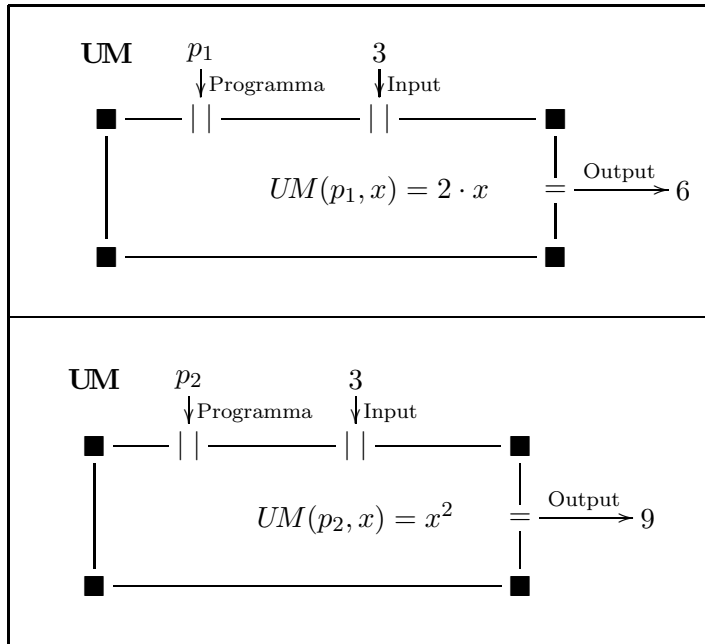 UM p₁ 3
Programma Input
UM(p₁, x) = 2 · x = Output 6
UM p₂ 3
Programma Input
UM(p₂, x) = x² = Output 9